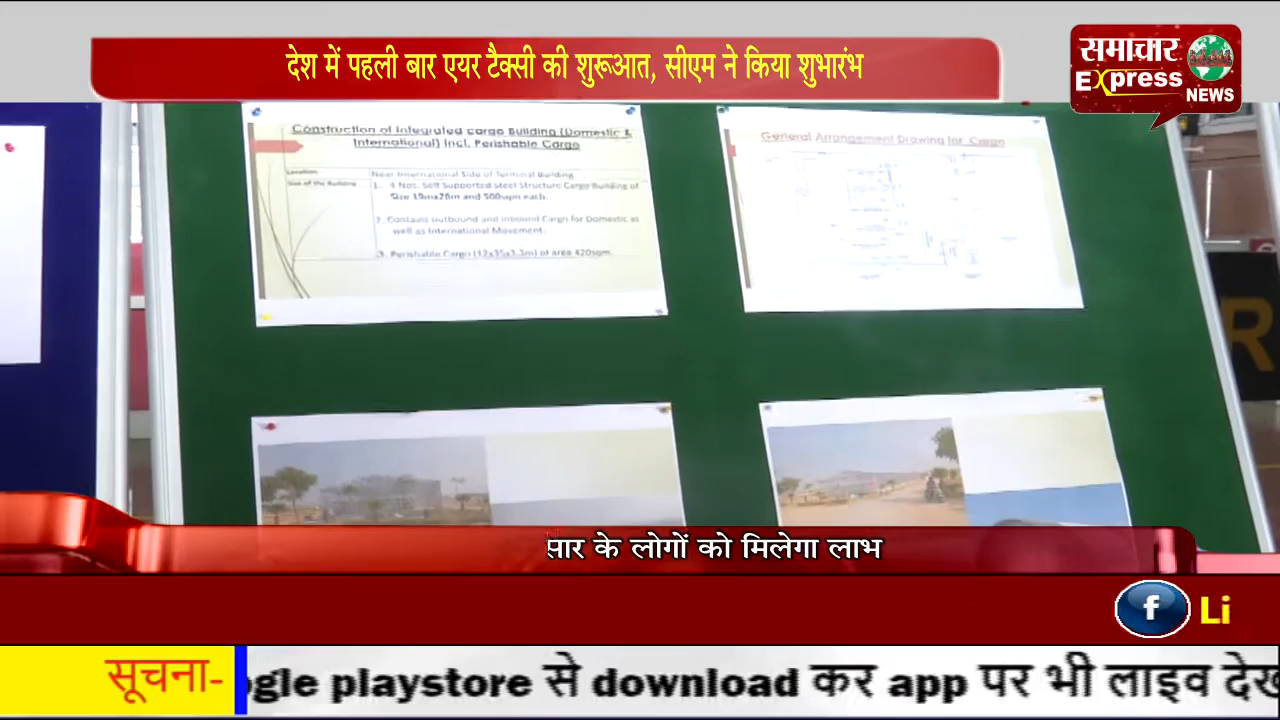 देश में पहली बार एयर टैक्सी की शुरूआत, सीएम ने किया शुभारंभ
समाचार
Express
NEWS
Construction of Integrated cargo Building (Domestic &
International) Incl. Perishable Cargo
Location
Near International Side of Terminal Building
Use of the Building
1. 4 Nos. Self Supported Steel Structure Cargo Building of
Size 19mx26m and 500sqm each.
2. Contains outbound and inbound Cargo for Domestic as
well as International Movement.
3. Perishable Cargo (12x35x3.3m) of area 420sqm.
General Arrangement Drawing for Cargo
R
सार के लोगों को मिलेगा लाभ
f Li
सूचना-
ogle playstore से download कर app पर भी लाइव देख